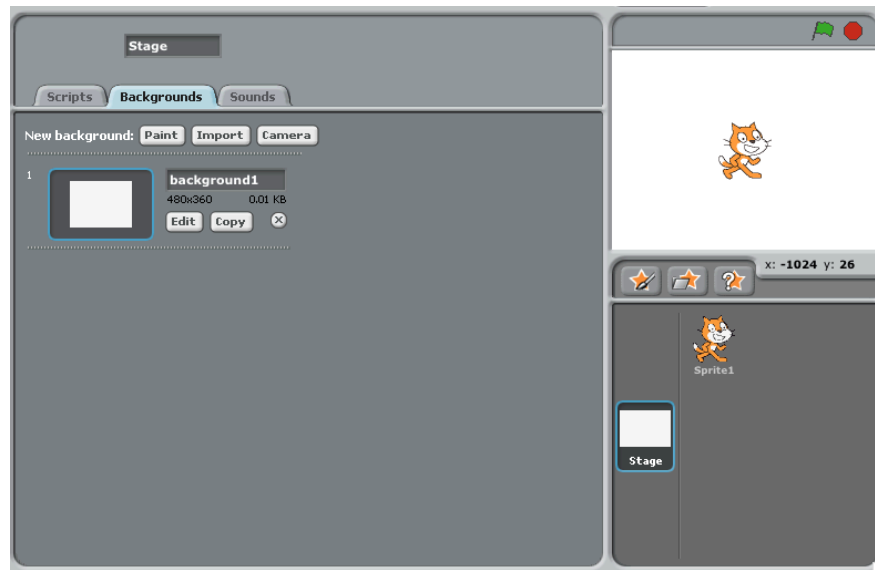 Stage
Scripts Backgrounds Sounds
New background: Paint Import Camera
1
background1
480x360 0.01 KB
Edit Copy
x: -1024 y: 26
Sprite1
Stage